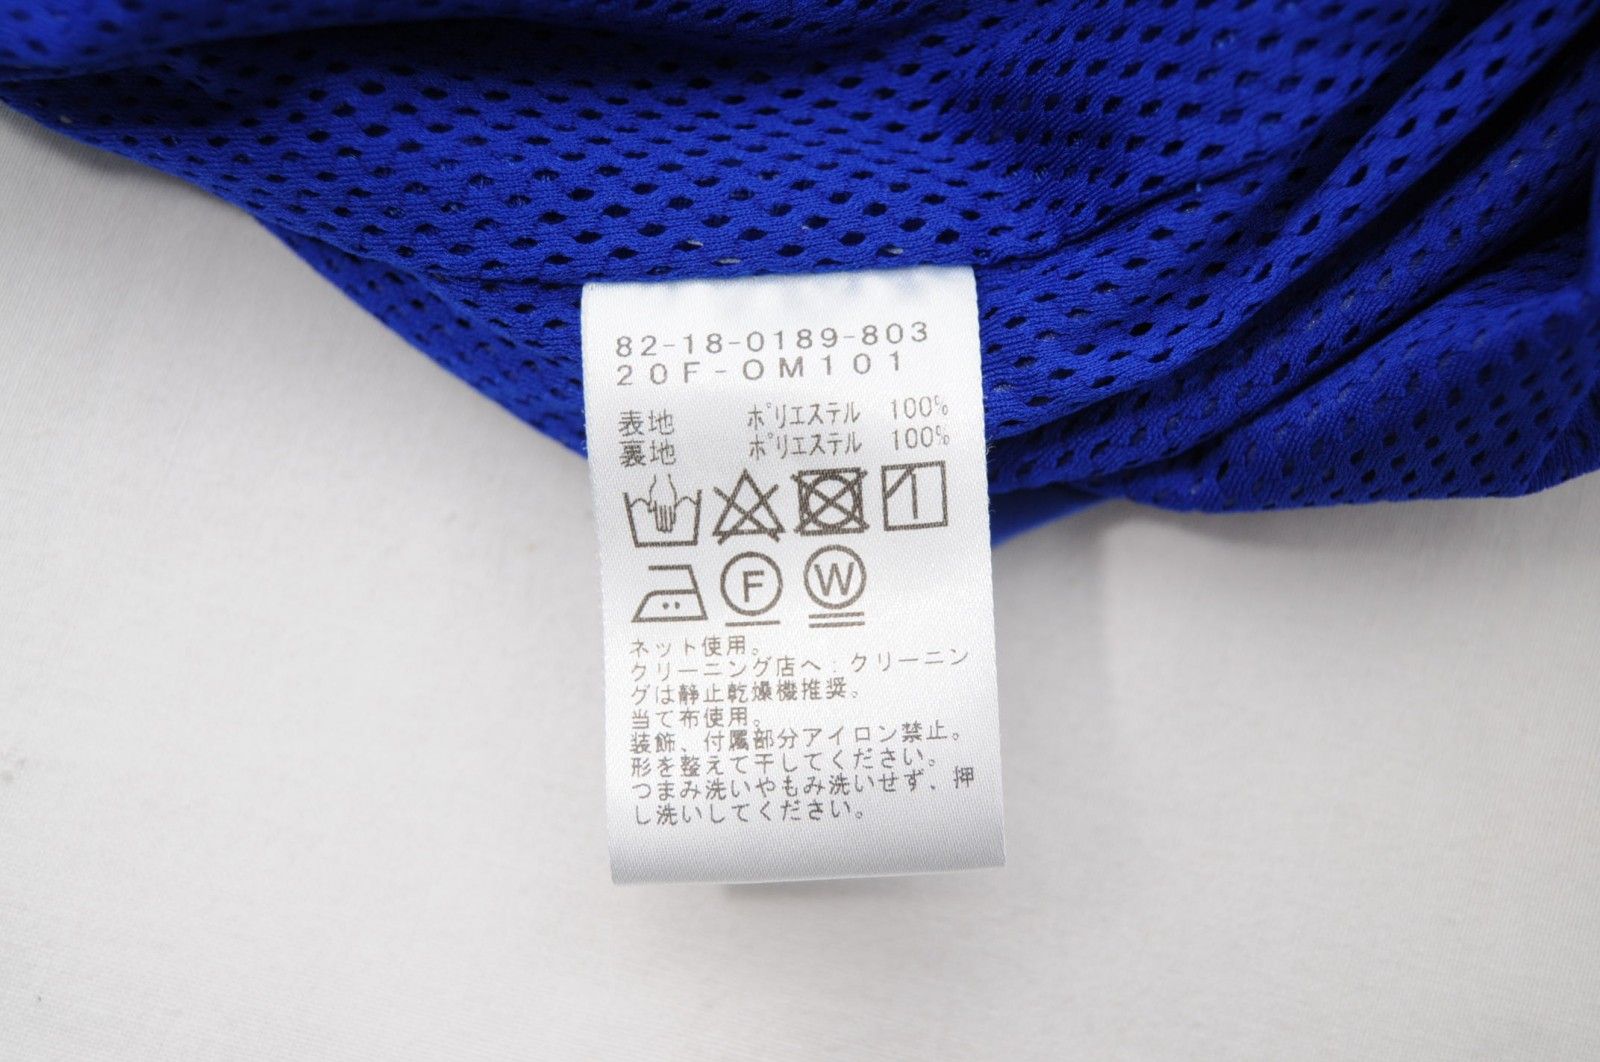 82-18-0189-803
20F-OM101
表地 ポリエステル 100%
裏地 ポリエステル 100%
F W
ネット使用。
クリーニング店へ:クリーニン
グは静止乾燥機推奨。
当て布使用。
装飾、付属部分アイロン禁止。
形を整えて干してください。
つまみ洗いやもみ洗いせず、押
し洗いしてください。